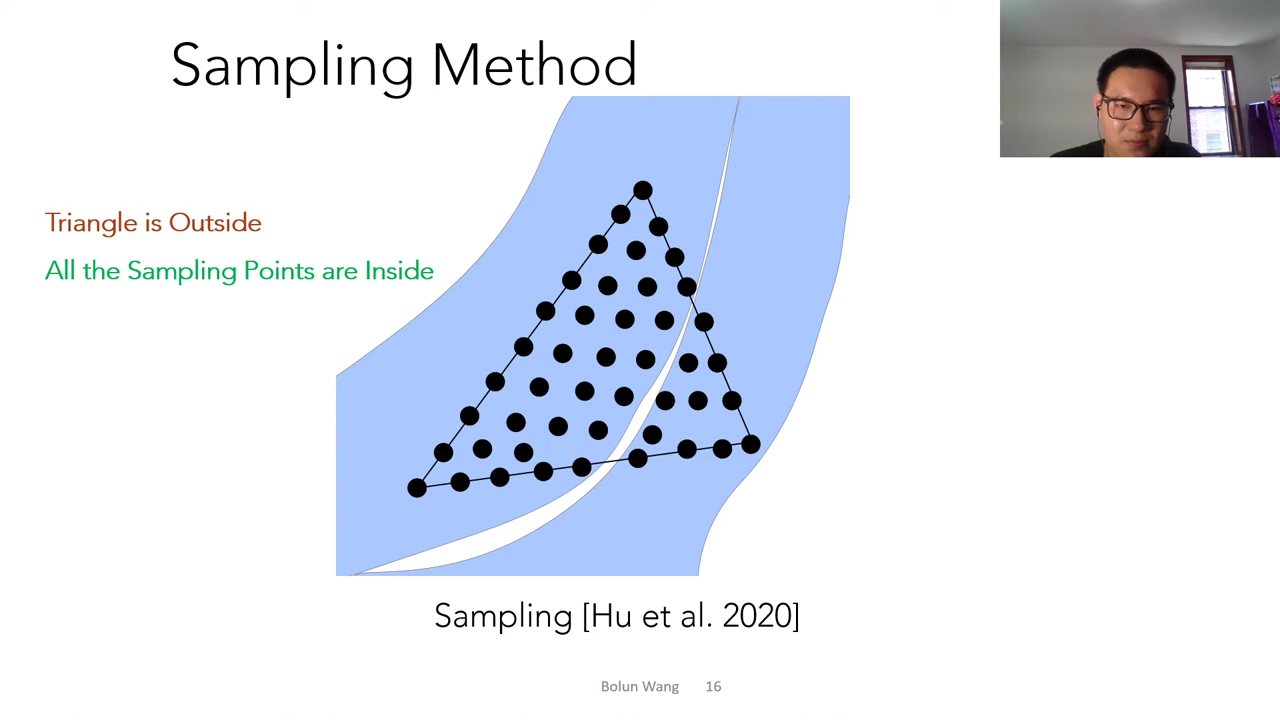 Sampling Method
Triangle is Outside
All the Sampling Points are Inside
Sampling [Hu et al. 2020]
Bolun Wang 16